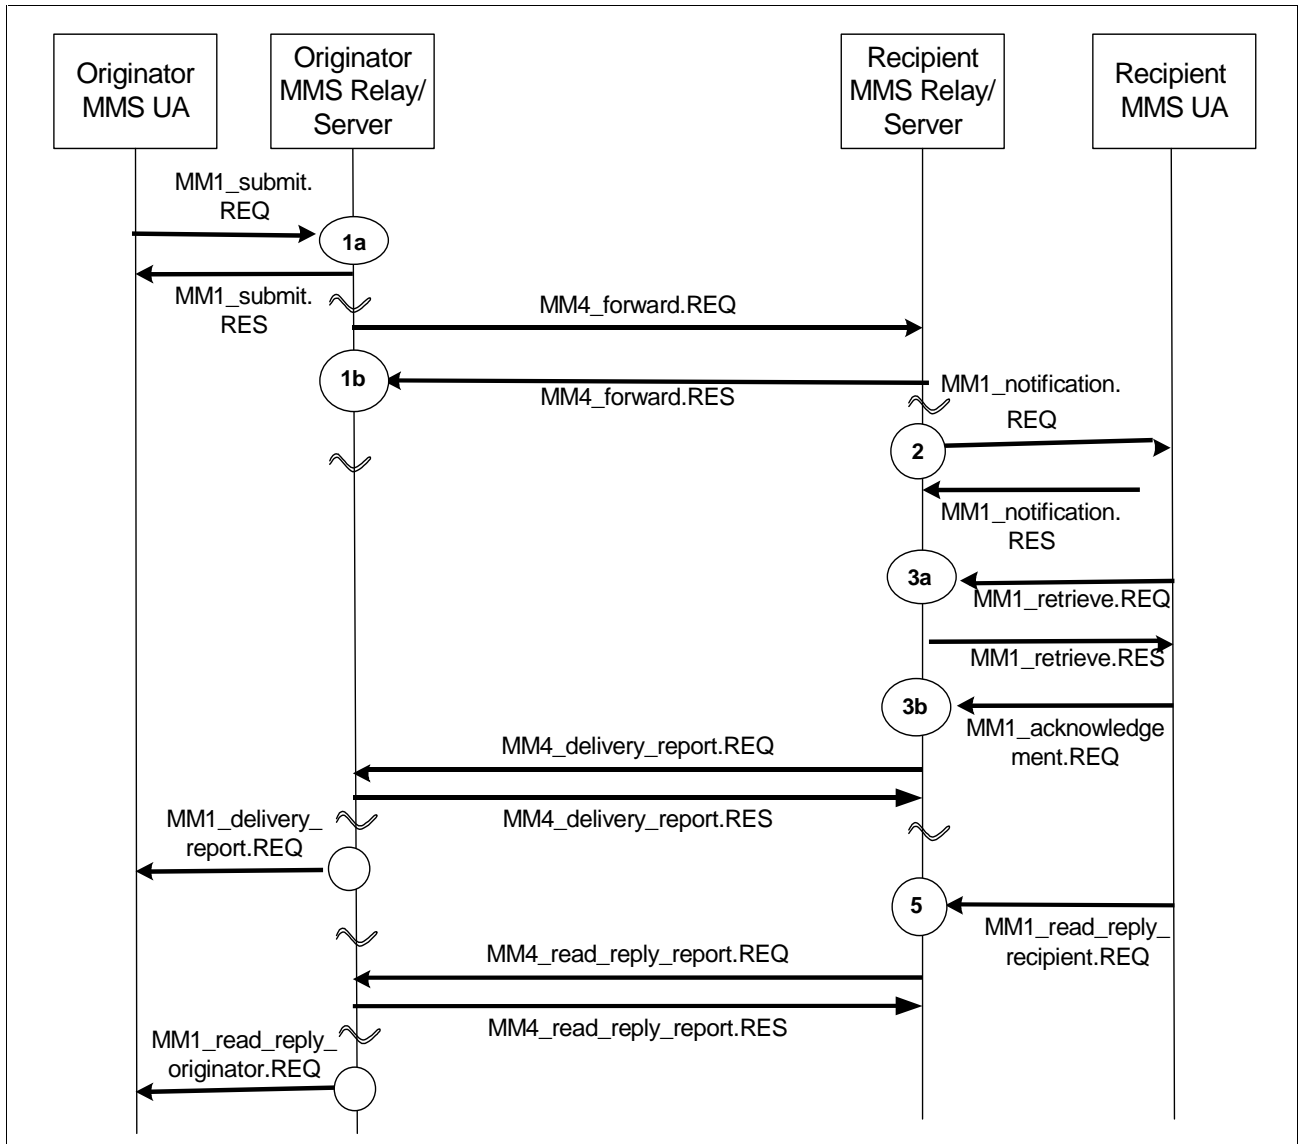 Originator
MMS UA
Originator
MMS Relay/
Server
Recipient
MMS Relay/
Server
Recipient
MMS UA
MM1_submit.
REQ
1a
MM1_submit.
RES
MM4_forward.REQ
1b
MM4_forward.RES
MM1_notification.
REQ
2
MM1_notification.
RES
3a
MM1_retrieve.REQ
MM1_retrieve.RES
3b
MM1_acknowledge
ment.REQ
MM4_delivery_report.REQ
MM4_delivery_report.RES
MM1_delivery_
report.REQ
5
MM1_read_reply_
recipient.REQ
MM4_read_reply_report.REQ
MM4_read_reply_report.RES
MM1_read_reply_
originator.REQ